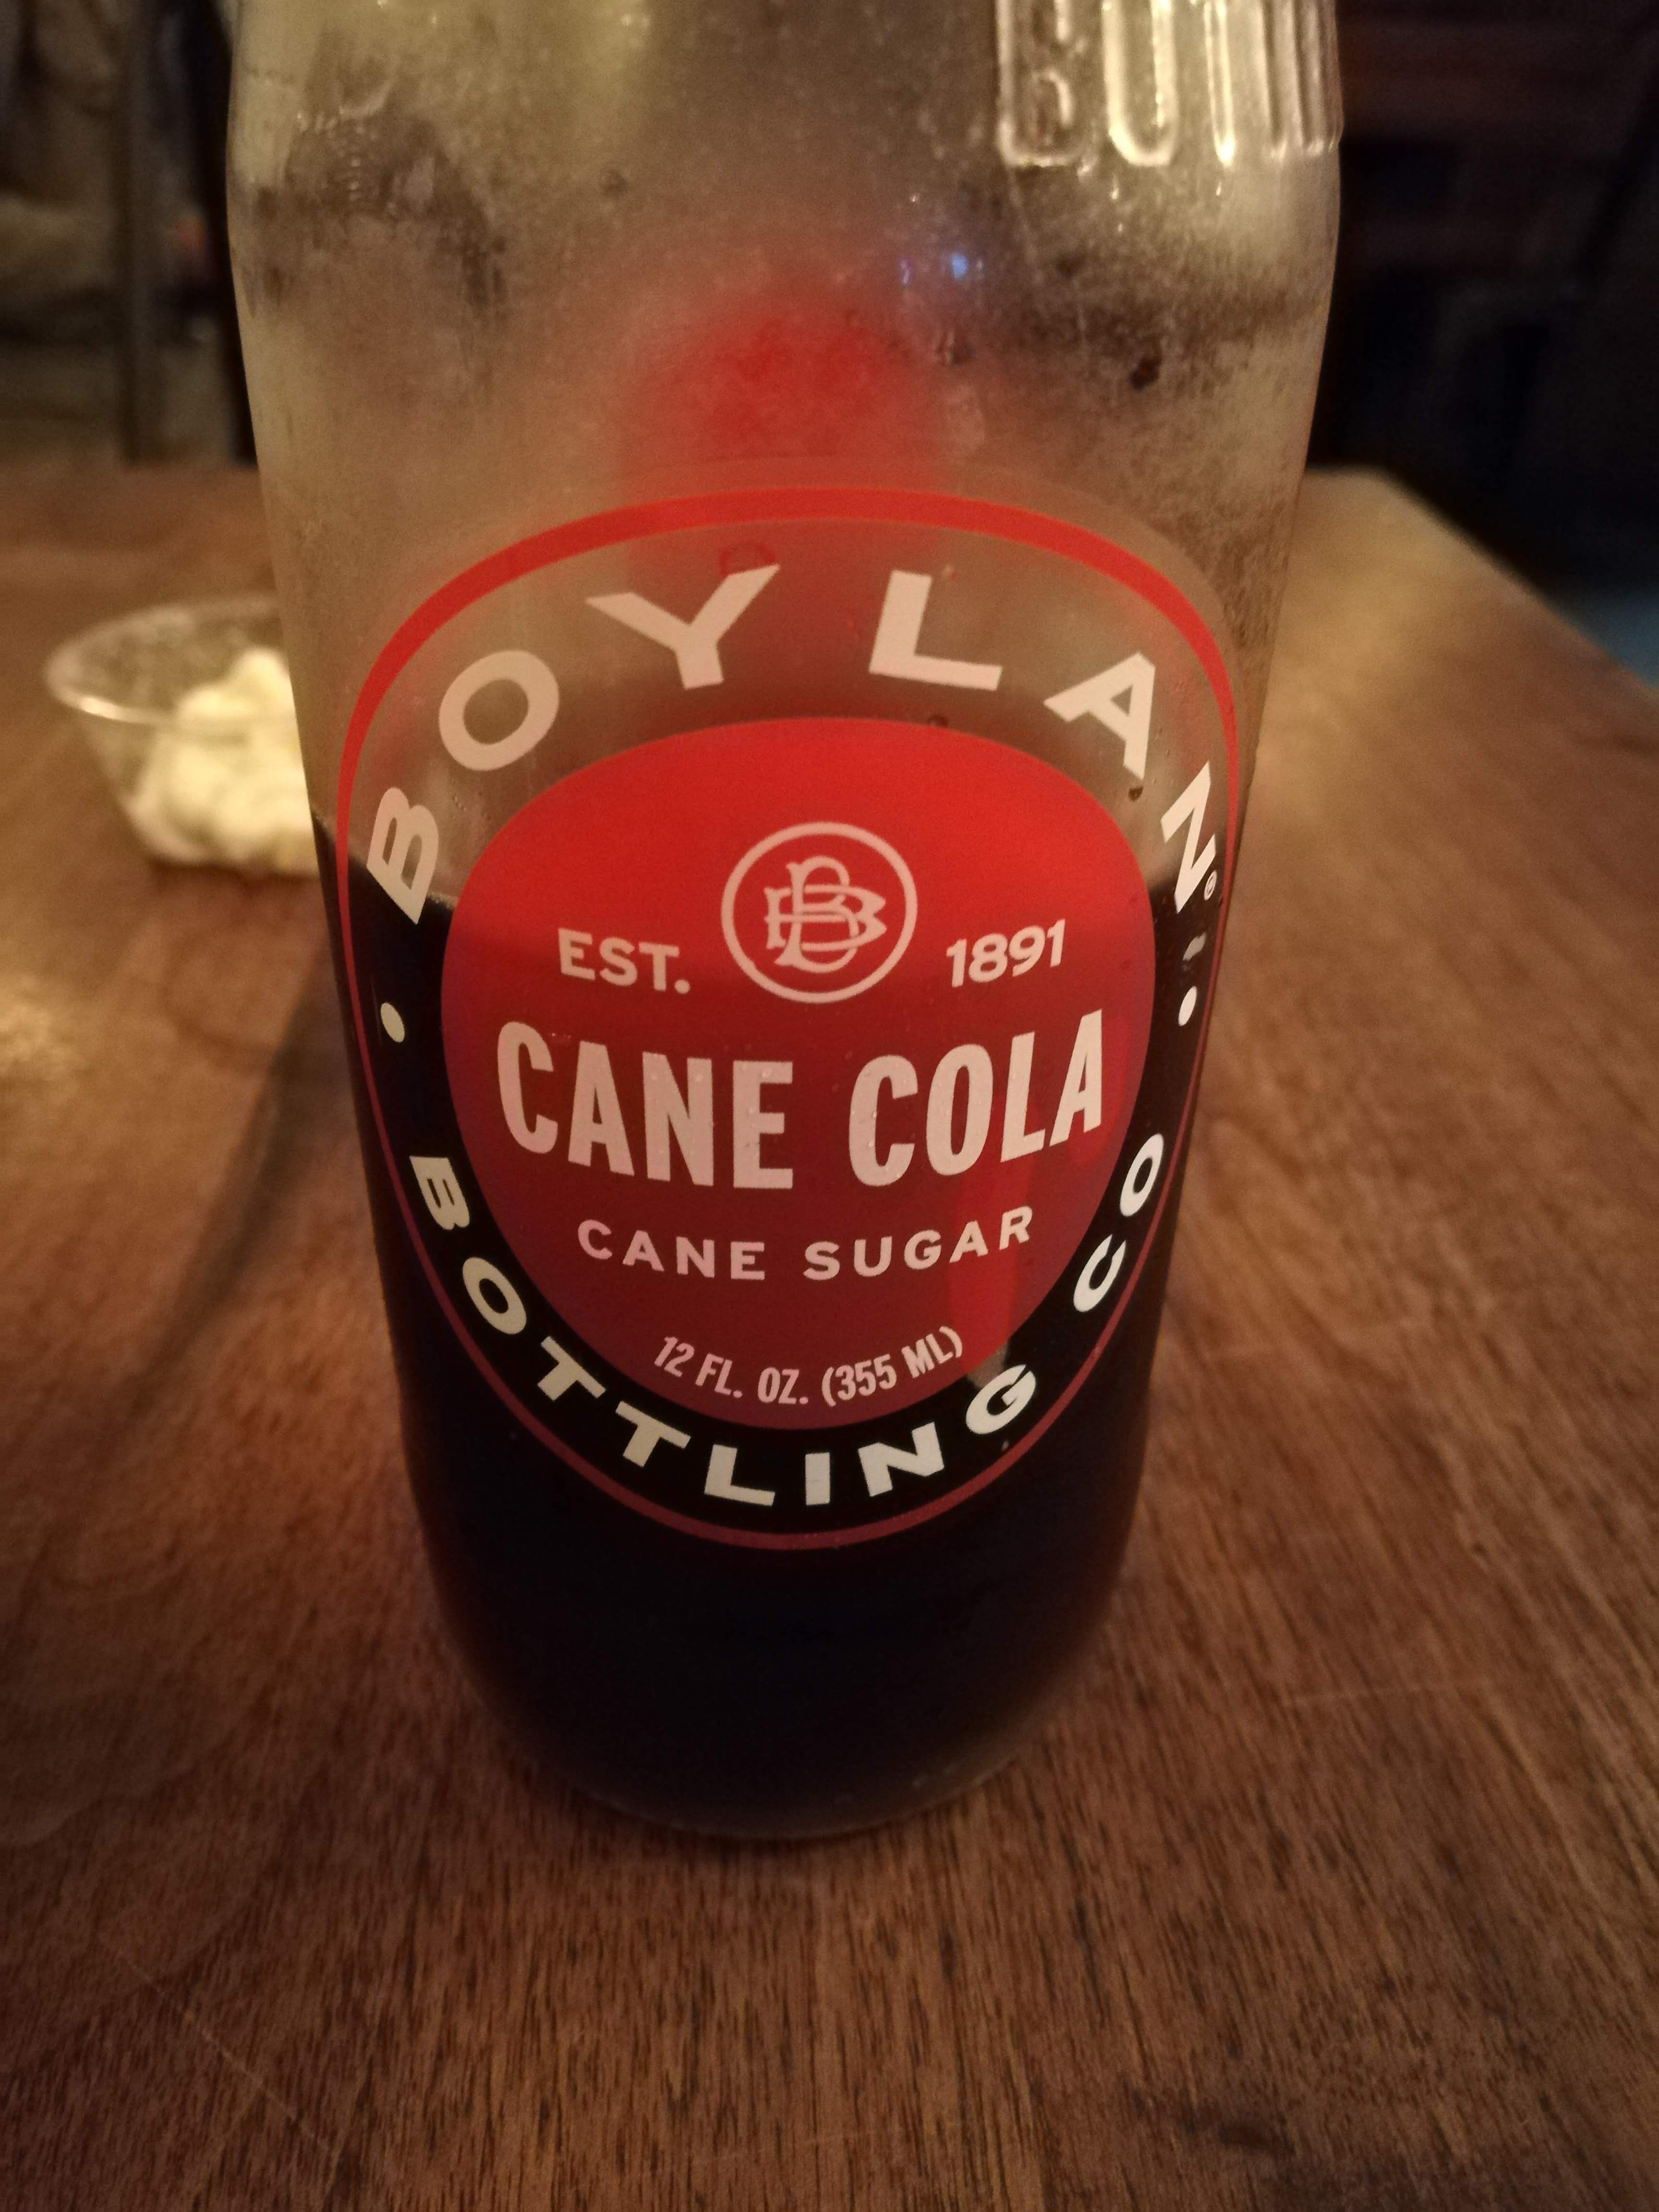 BOYLAN®
EST. 1891
CANE COLA
CANE SUGAR
12 FL. OZ. (355 ML)
• BOTTLING CO •